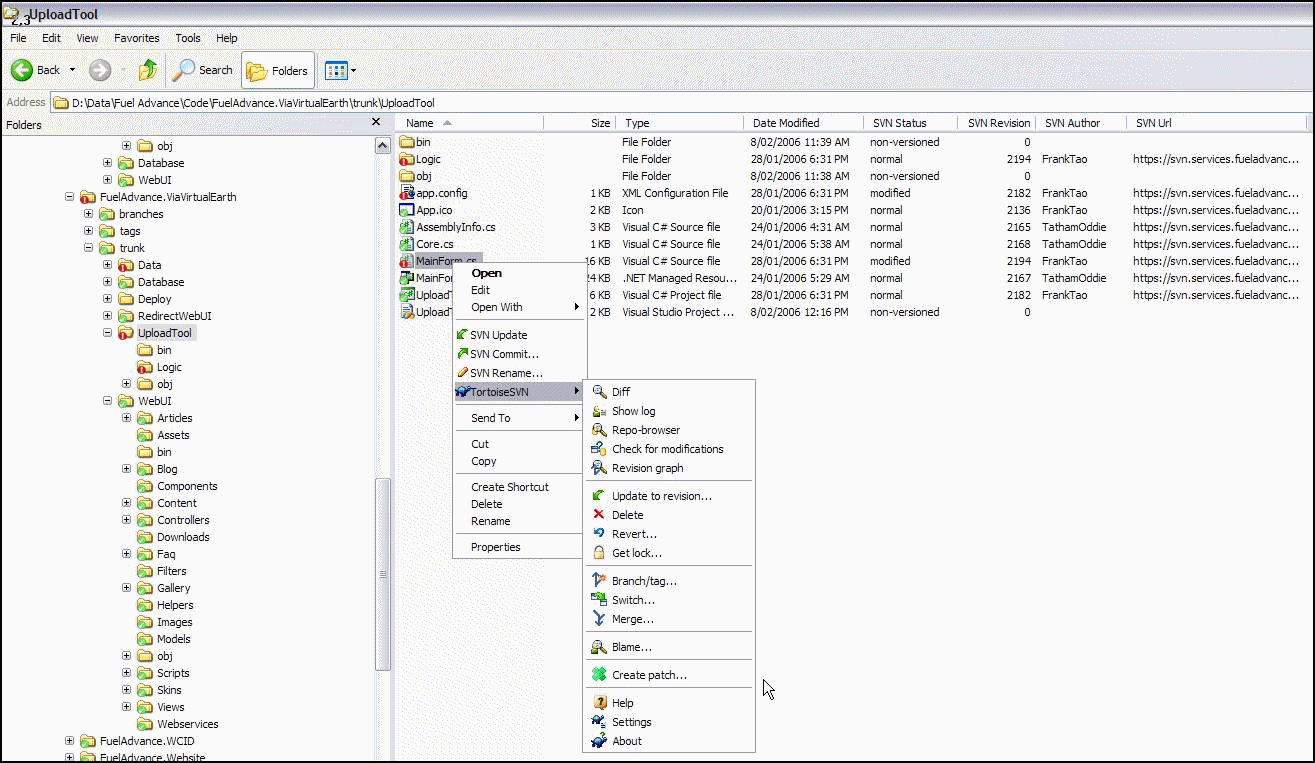 2,3
UploadTool
File Edit View Favorites Tools Help
Back Search Folders
Address D:\Data\Fuel Advance\Code\FuelAdvance.ViaVirtualEarth\trunk\UploadTool
Folders
obj
Database
WebUI
FuelAdvance.ViaVirtualEarth
branches
tags
trunk
Data
Database
Deploy
RedirectWebUI
UploadTool
bin
Logic
obj
WebUI
Articles
Assets
bin
Blog
Components
Content
Controllers
Downloads
Faq
Filters
Gallery
Helpers
Images
Models
obj
Scripts
Skins
Views
Webservices
FuelAdvance.WCID
FuelAdvance.Website
Name Size Type Date Modified SVN Status SVN Revision SVN Author SVN Url
bin File Folder 8/02/2006 11:39 AM non-versioned 0
Logic File Folder 28/01/2006 6:31 PM normal 2194 FrankTao https://svn.services.fueladvanc...
obj File Folder 8/02/2006 11:38 AM non-versioned 0
app.config 1 KB XML Configuration File 28/01/2006 6:31 PM modified 2182 FrankTao https://svn.services.fueladvanc...
App.ico 2 KB Icon 20/01/2006 3:15 PM normal 2136 FrankTao https://svn.services.fueladvanc...
AssemblyInfo.cs 3 KB Visual C# Source file 24/01/2006 4:31 AM normal 2165 TathamOddie https://svn.services.fueladvanc...
Core.cs 1 KB Visual C# Source file 24/01/2006 5:38 AM normal 2168 TathamOddie https://svn.services.fueladvanc...
MainForm.cs 16 KB Visual C# Source file 28/01/2006 6:31 PM modified 2194 FrankTao https://svn.services.fueladvanc...
MainFor 24 KB .NET Managed Resou... 24/01/2006 5:29 AM normal 2167 TathamOddie https://svn.services.fueladvanc...
UploadT 6 KB Visual C# Project file 28/01/2006 6:31 PM normal 2182 FrankTao https://svn.services.fueladvanc...
UploadT 2 KB Visual Studio Project ... 8/02/2006 12:16 PM non-versioned 0
Open
Edit
Open With
SVN Update
SVN Commit...
SVN Rename...
TortoiseSVN
Send To
Cut
Copy
Create Shortcut
Delete
Rename
Properties
Diff
Show log
Repo-browser
Check for modifications
Revision graph
Update to revision...
Delete
Revert...
Get lock...
Branch/tag...
Switch...
Merge...
Blame...
Create patch...
Help
Settings
About